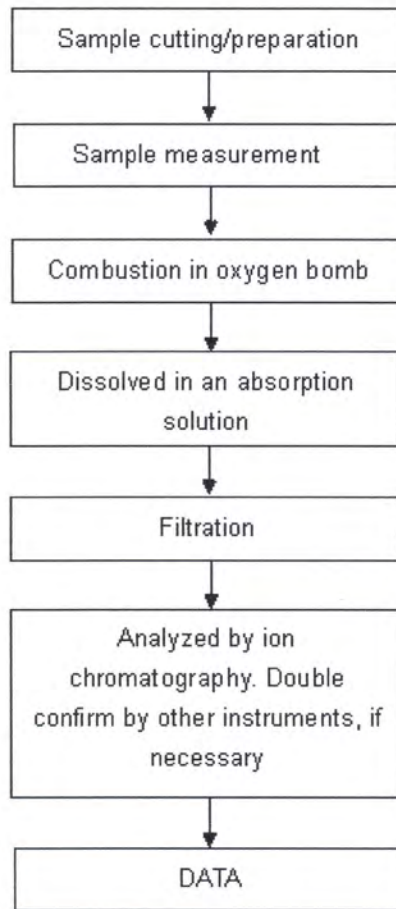 Sample cutting/preparation
Sample measurement
Combustion in oxygen bomb
Dissolved in an absorption
solution
Filtration
Analyzed by ion
chromatography. Double
confirm by other instruments, if
necessary
DATA